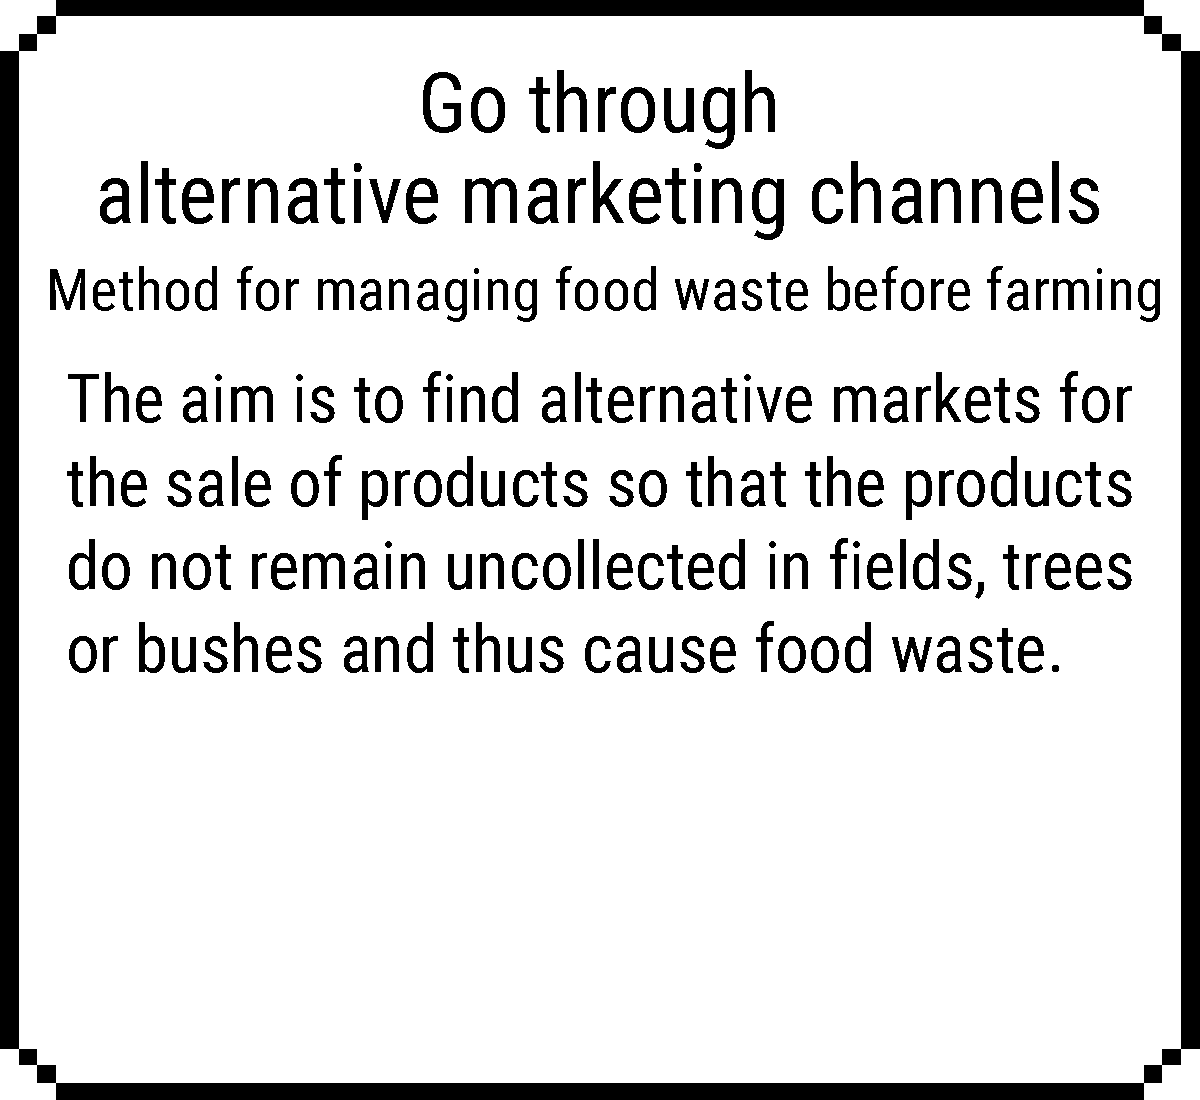 Go through
alternative marketing channels
Method for managing food waste before farming
The aim is to find alternative markets for
the sale of products so that the products
do not remain uncollected in fields, trees
or bushes and thus cause food waste.